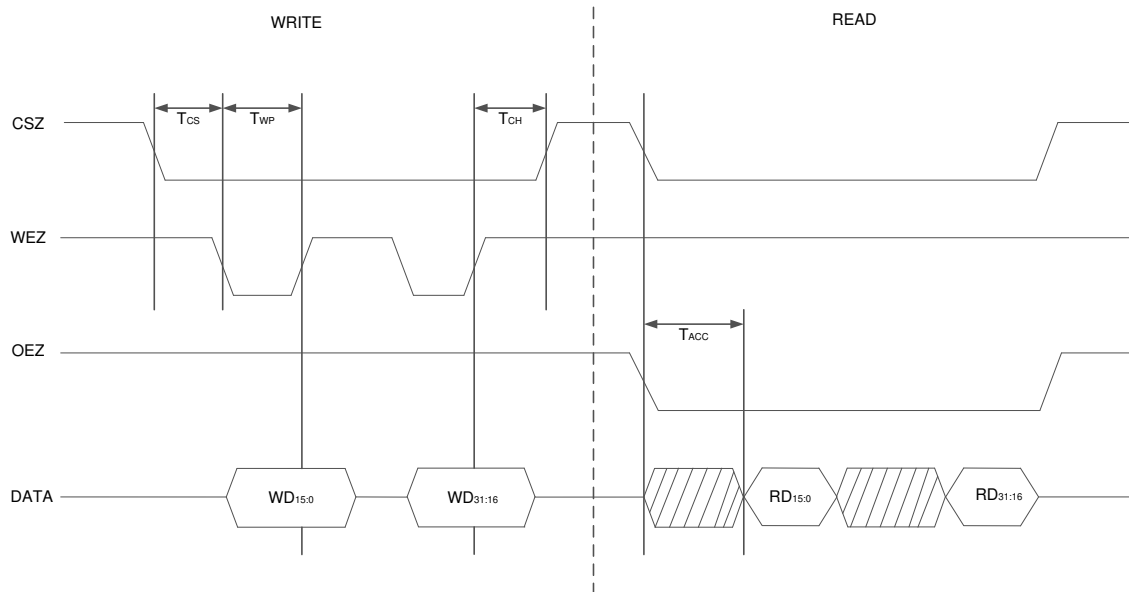 WRITE
READ
TCS
TWP
TCH
CSZ
WEZ
TACC
OEZ
DATA
WD15:0
WD31:16
RD15:0
RD31:16